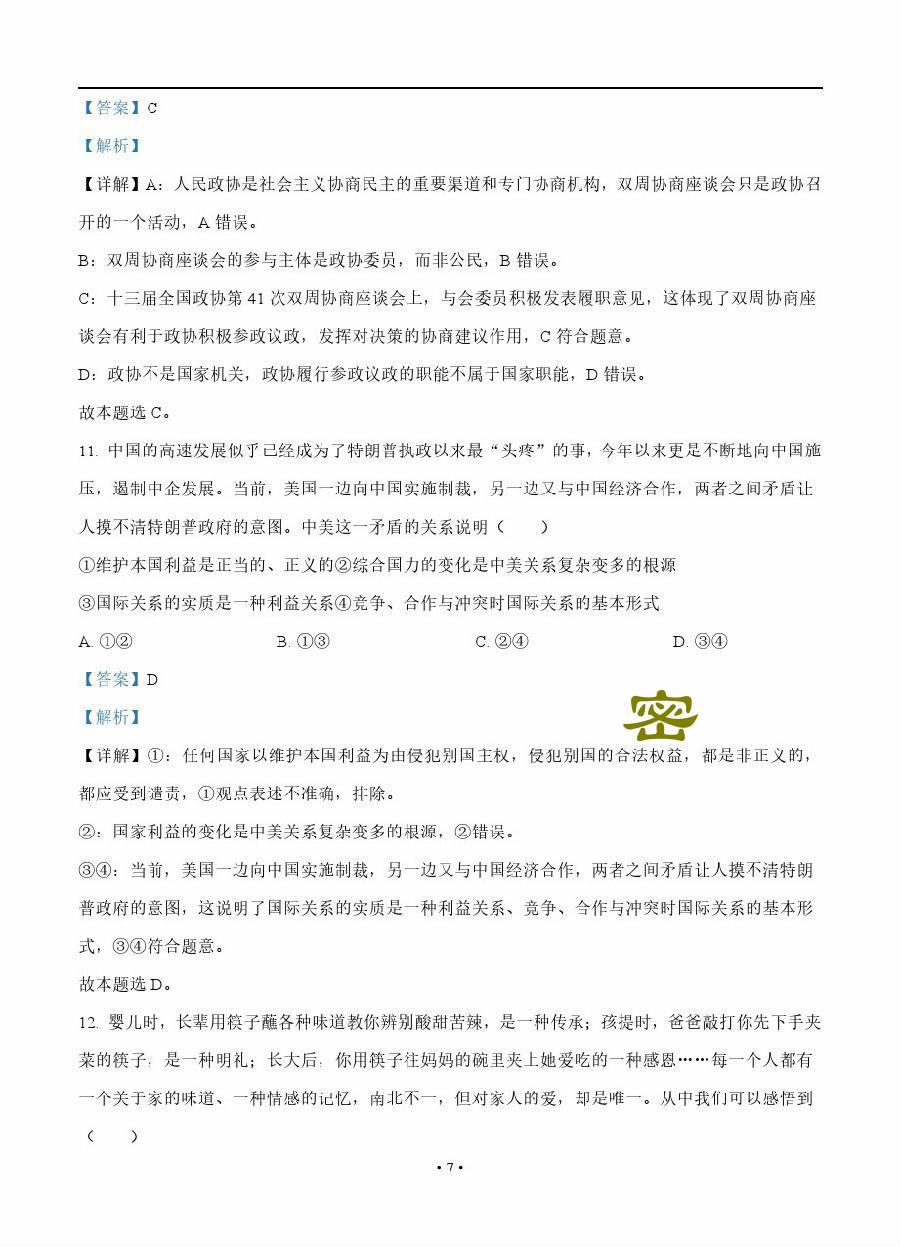 【答案】C
【解析】
【详解】A：人民政协是社会主义协商民主的重要渠道和专门协商机构，双周协商座谈会只是政协召
开的一个活动，A 错误。
B：双周协商座谈会的参与主体是政协委员，而非公民，B 错误。
C：十三届全国政协第 41 次双周协商座谈会上，与会委员积极发表履职意见，这体现了双周协商座
谈会有利于政协积极参政议政，发挥对决策的协商建议作用，C 符合题意。
D：政协不是国家机关，政协履行参政议政的职能不属于国家职能，D 错误。
故本题选 C。
11. 中国的高速发展似乎已经成为了特朗普执政以来最“头疼”的事，今年以来更是不断地向中国施
压，遏制中企发展。当前，美国一边向中国实施制裁，另一边又与中国经济合作，两者之间矛盾让
人摸不清特朗普政府的意图。中美这一矛盾的关系说明（　　）
①维护本国利益是正当的、正义的②综合国力的变化是中美关系复杂变多的根源
③国际关系的实质是一种利益关系④竞争、合作与冲突时国际关系的基本形式
A. ①② B. ①③ C. ②④ D. ③④
【答案】D
【解析】
密
【详解】①：任何国家以维护本国利益为由侵犯别国主权，侵犯别国的合法权益，都是非正义的，
都应受到谴责，①观点表述不准确，排除。
②：国家利益的变化是中美关系复杂变多的根源，②错误。
③④：当前，美国一边向中国实施制裁，另一边又与中国经济合作，两者之间矛盾让人摸不清特朗
普政府的意图，这说明了国际关系的实质是一种利益关系、竞争、合作与冲突时国际关系的基本形
式，③④符合题意。
故本题选 D。
12. 婴儿时，长辈用筷子蘸各种味道教你辨别酸甜苦辣，是一种传承；孩提时，爸爸敲打你先下手夹
菜的筷子，是一种明礼；长大后，你用筷子往妈妈的碗里夹上她爱吃的一种感恩……每一个人都有
一个关于家的味道、一种情感的记忆，南北不一，但对家人的爱，却是唯一。从中我们可以感悟到
（　　）
• 7 •